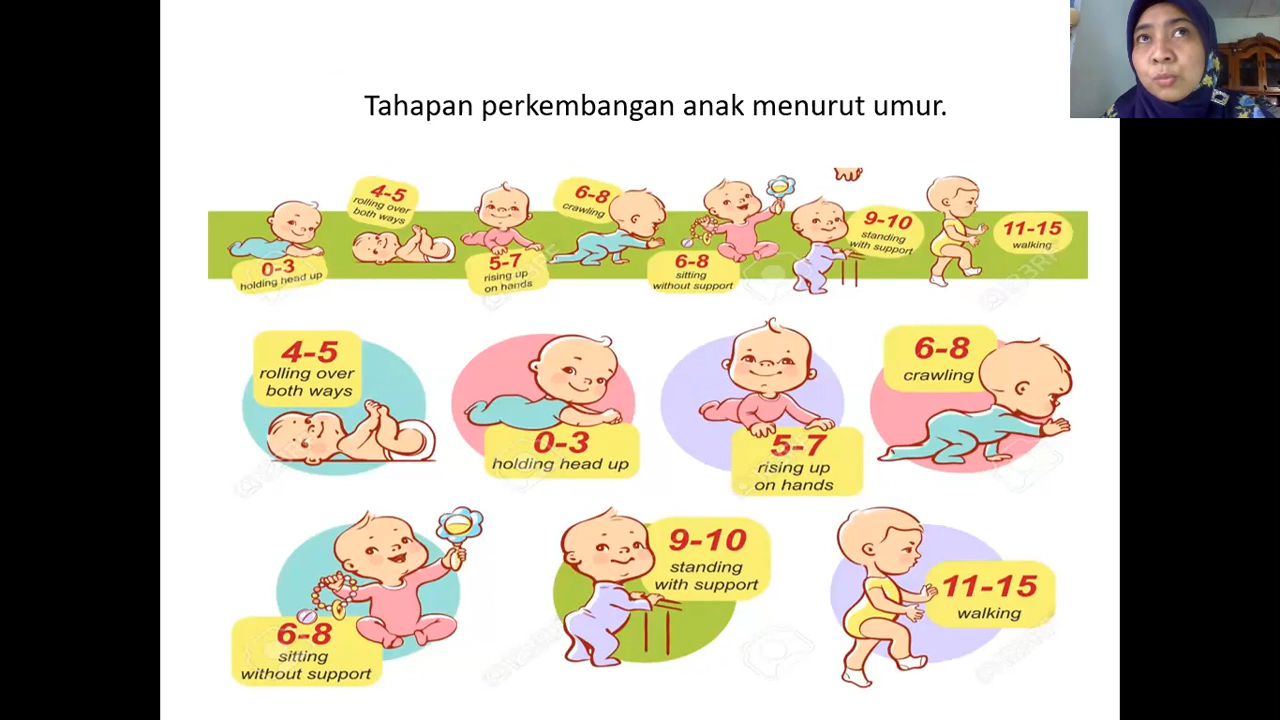 Tahapan perkembangan anak menurut umur.
0-3
holding head up
4-5
rolling over
both ways
5-7
rising up
on hands
6-8
crawling
6-8
sitting
without support
9-10
standing
with support
11-15
walking
4-5
rolling over
both ways
0-3
holding head up
5-7
rising up
on hands
6-8
crawling
6-8
sitting
without support
9-10
standing
with support
11-15
walking